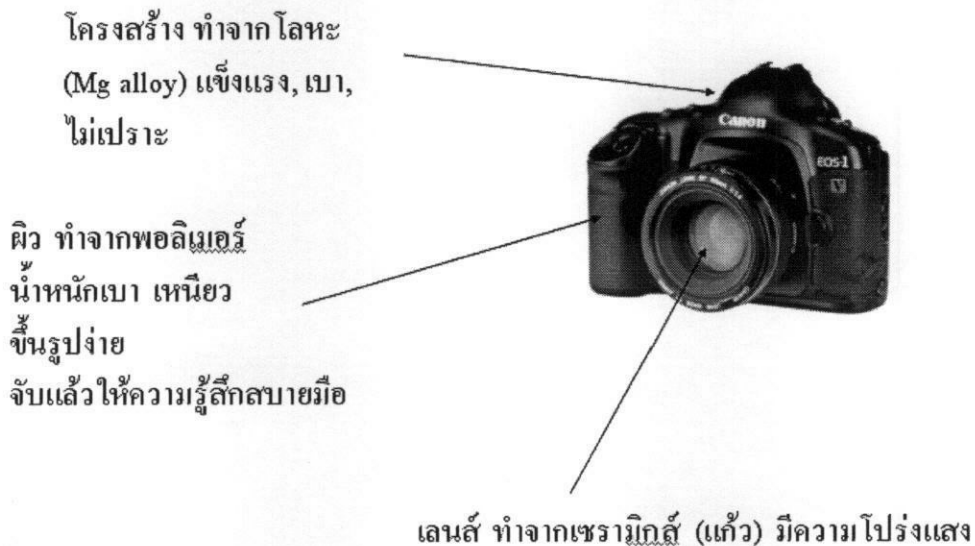 โครงสร้าง ทำจากโลหะ
(Mg alloy) แข็งแรง, เบา,
ไม่เปราะ
Canon
EOS-1
V
ผิว ทำจากพอลิเมอร์
น้ำหนักเบา เหนียว
ขึ้นรูปง่าย
จับแล้วให้ความรู้สึกสบายมือ
เลนส์ ทำจากเซรามิกส์ (แก้ว) มีความโปร่งแสง